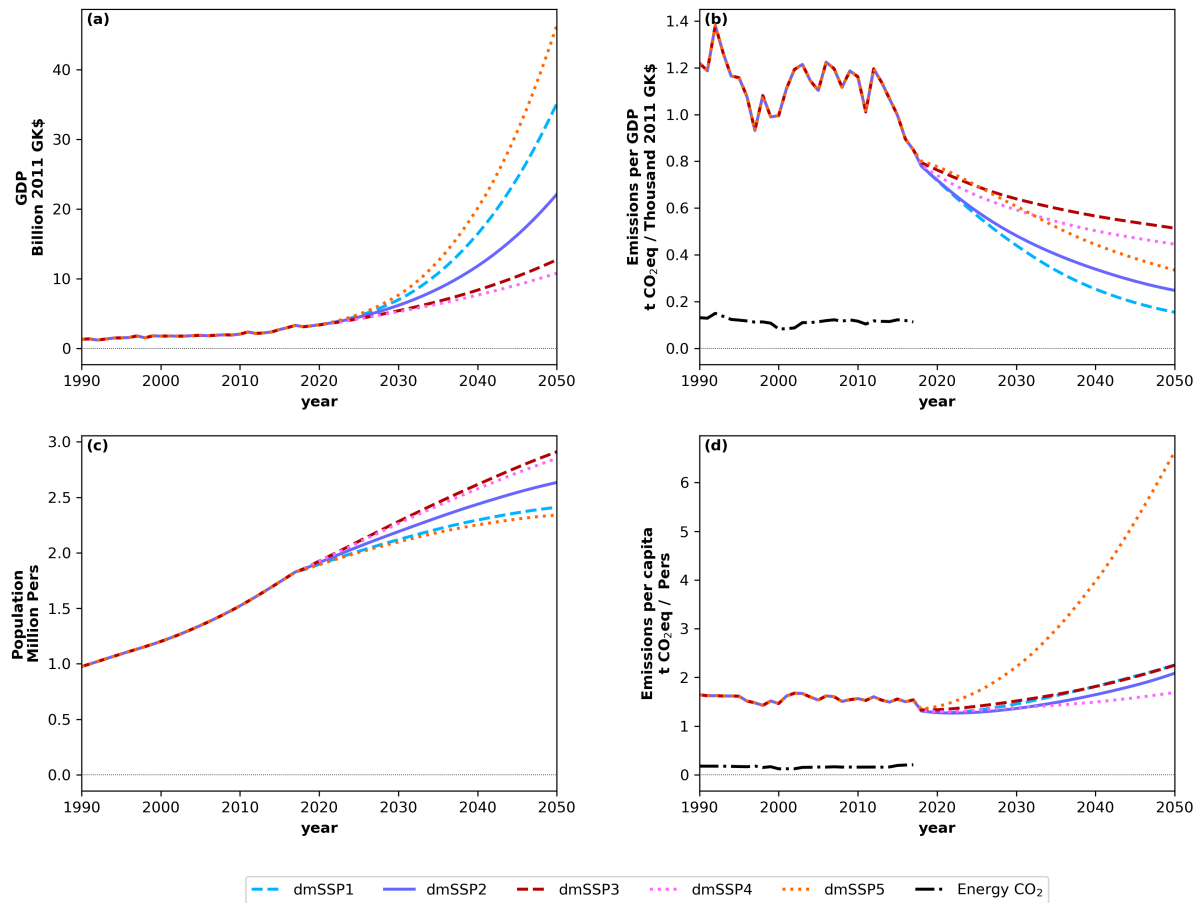 (a)
GDP
Billion 2011 GK$
40
30
20
10
0
1990 2000 2010 2020 2030 2040 2050
year
(b)
Emissions per GDP
t CO₂eq / Thousand 2011 GK$
1.4
1.2
1.0
0.8
0.6
0.4
0.2
0.0
1990 2000 2010 2020 2030 2040 2050
year
(c)
Population
Million Pers
3.0
2.5
2.0
1.5
1.0
0.5
0.0
1990 2000 2010 2020 2030 2040 2050
year
(d)
Emissions per capita
t CO₂eq / Pers
6
5
4
3
2
1
0
1990 2000 2010 2020 2030 2040 2050
year
dmSSP1 dmSSP2 dmSSP3 dmSSP4 dmSSP5 Energy CO₂